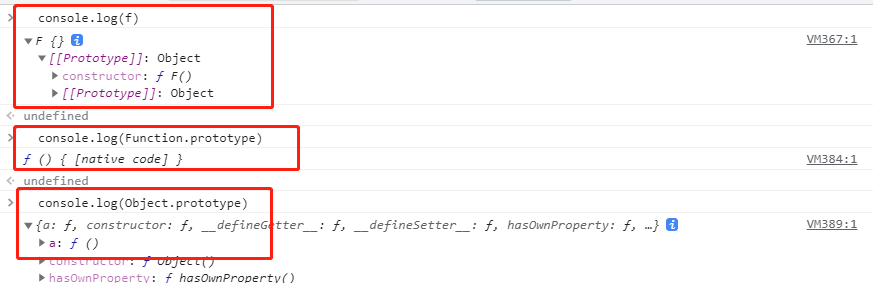 console.log(f)
F {} i VM367:1
[[Prototype]]: Object
constructor: ƒ F()
[[Prototype]]: Object
undefined
console.log(Function.prototype)
ƒ () { [native code] } VM384:1
undefined
console.log(Object.prototype)
{a: ƒ, constructor: ƒ, __defineGetter__: ƒ, __defineSetter__: ƒ, hasOwnProperty: ƒ, …} i VM389:1
a: ƒ ()
constructor: ƒ Object()
hasOwnProperty: ƒ hasOwnProperty()